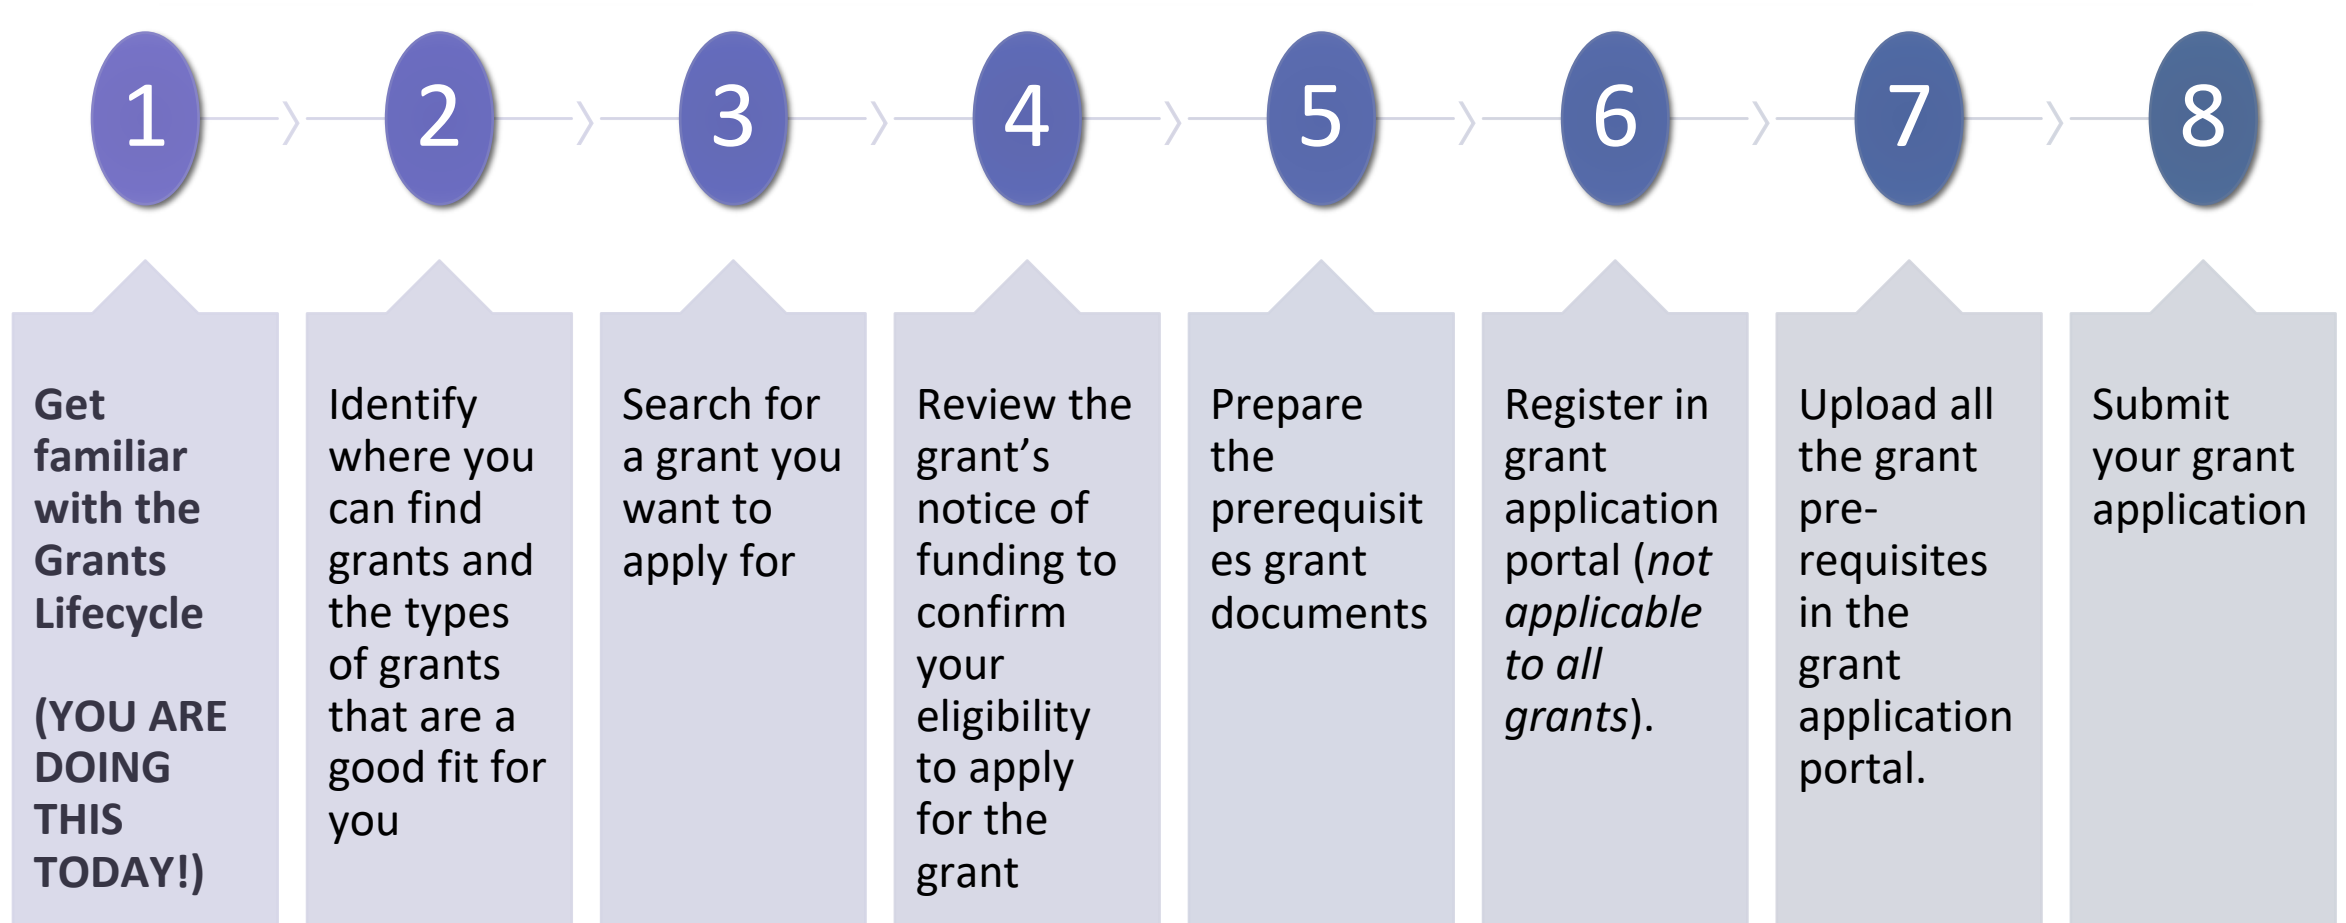 1
2
3
4
5
6
7
8
Get
familiar
with the
Grants
Lifecycle
(YOU ARE
DOING
THIS
TODAY!)
Identify
where you
can find
grants and
the types
of grants
that are a
good fit for
you
Search for
a grant you
want to
apply for
Review the
grant’s
notice of
funding to
confirm
your
eligibility
to apply
for the
grant
Prepare
the
prerequisit
es grant
documents
Register in
grant
application
portal (not
applicable
to all
grants).
Upload all
the grant
pre-
requisites
in the
grant
application
portal.
Submit
your grant
application